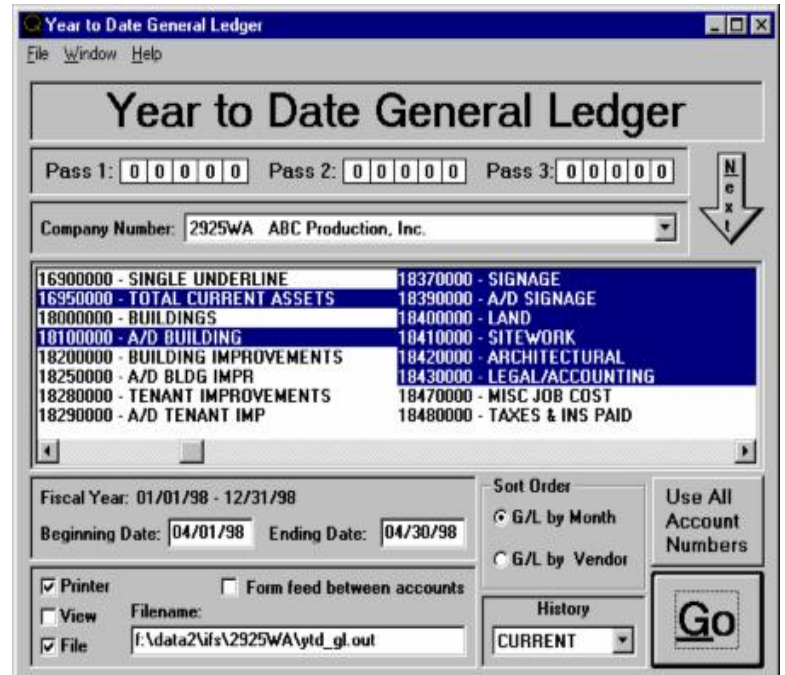 Year to Date General Ledger
File Window Help
Year to Date General Ledger
Pass 1: 0 0 0 0 0 Pass 2: 0 0 0 0 0 Pass 3: 0 0 0 0 0
Next
Company Number: 2925WA ABC Production, Inc.
16900000 - SINGLE UNDERLINE
16950000 - TOTAL CURRENT ASSETS
18000000 - BUILDINGS
18100000 - A/D BUILDING
18200000 - BUILDING IMPROVEMENTS
18250000 - A/D BLDG IMPR
18280000 - TENANT IMPROVEMENTS
18290000 - A/D TENANT IMP
18370000 - SIGNAGE
18390000 - A/D SIGNAGE
18400000 - LAND
18410000 - SITEWORK
18420000 - ARCHITECTURAL
18430000 - LEGAL/ACCOUNTING
18470000 - MISC JOB COST
18480000 - TAXES & INS PAID
Fiscal Year: 01/01/98 - 12/31/98
Beginning Date: 04/01/98 Ending Date: 04/30/98
Sort Order
G/L by Month
G/L by Vendor
Use All
Account
Numbers
Printer
Form feed between accounts
View
Filename:
File
f:\data2\ifs\2925WA\ytd_gl.out
History
CURRENT
Go